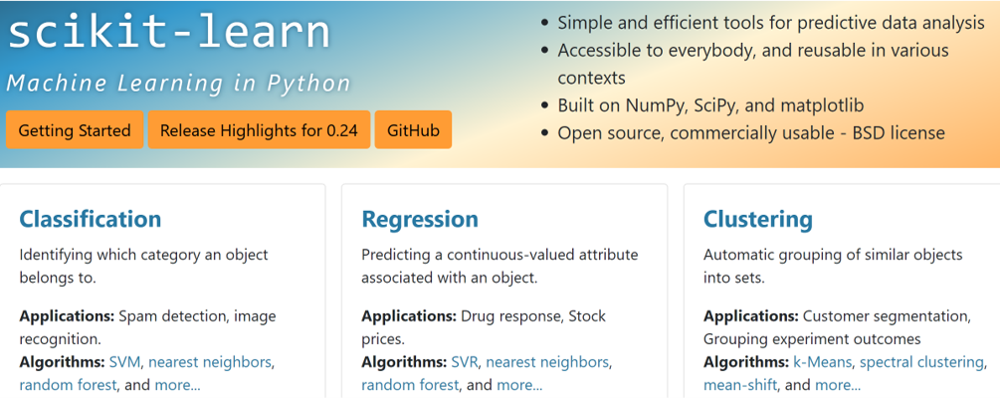 scikit-learn
Machine Learning in Python
Getting Started
Release Highlights for 0.24
GitHub
Simple and efficient tools for predictive data analysis
Accessible to everybody, and reusable in various
contexts
Built on NumPy, SciPy, and matplotlib
Open source, commercially usable - BSD license
Classification
Identifying which category an object
belongs to.
Applications: Spam detection, image
recognition.
Algorithms: SVM, nearest neighbors,
random forest, and more...
Regression
Predicting a continuous-valued attribute
associated with an object.
Applications: Drug response, Stock
prices.
Algorithms: SVR, nearest neighbors,
random forest, and more...
Clustering
Automatic grouping of similar objects
into sets.
Applications: Customer segmentation,
Grouping experiment outcomes
Algorithms: k-Means, spectral clustering,
mean-shift, and more...